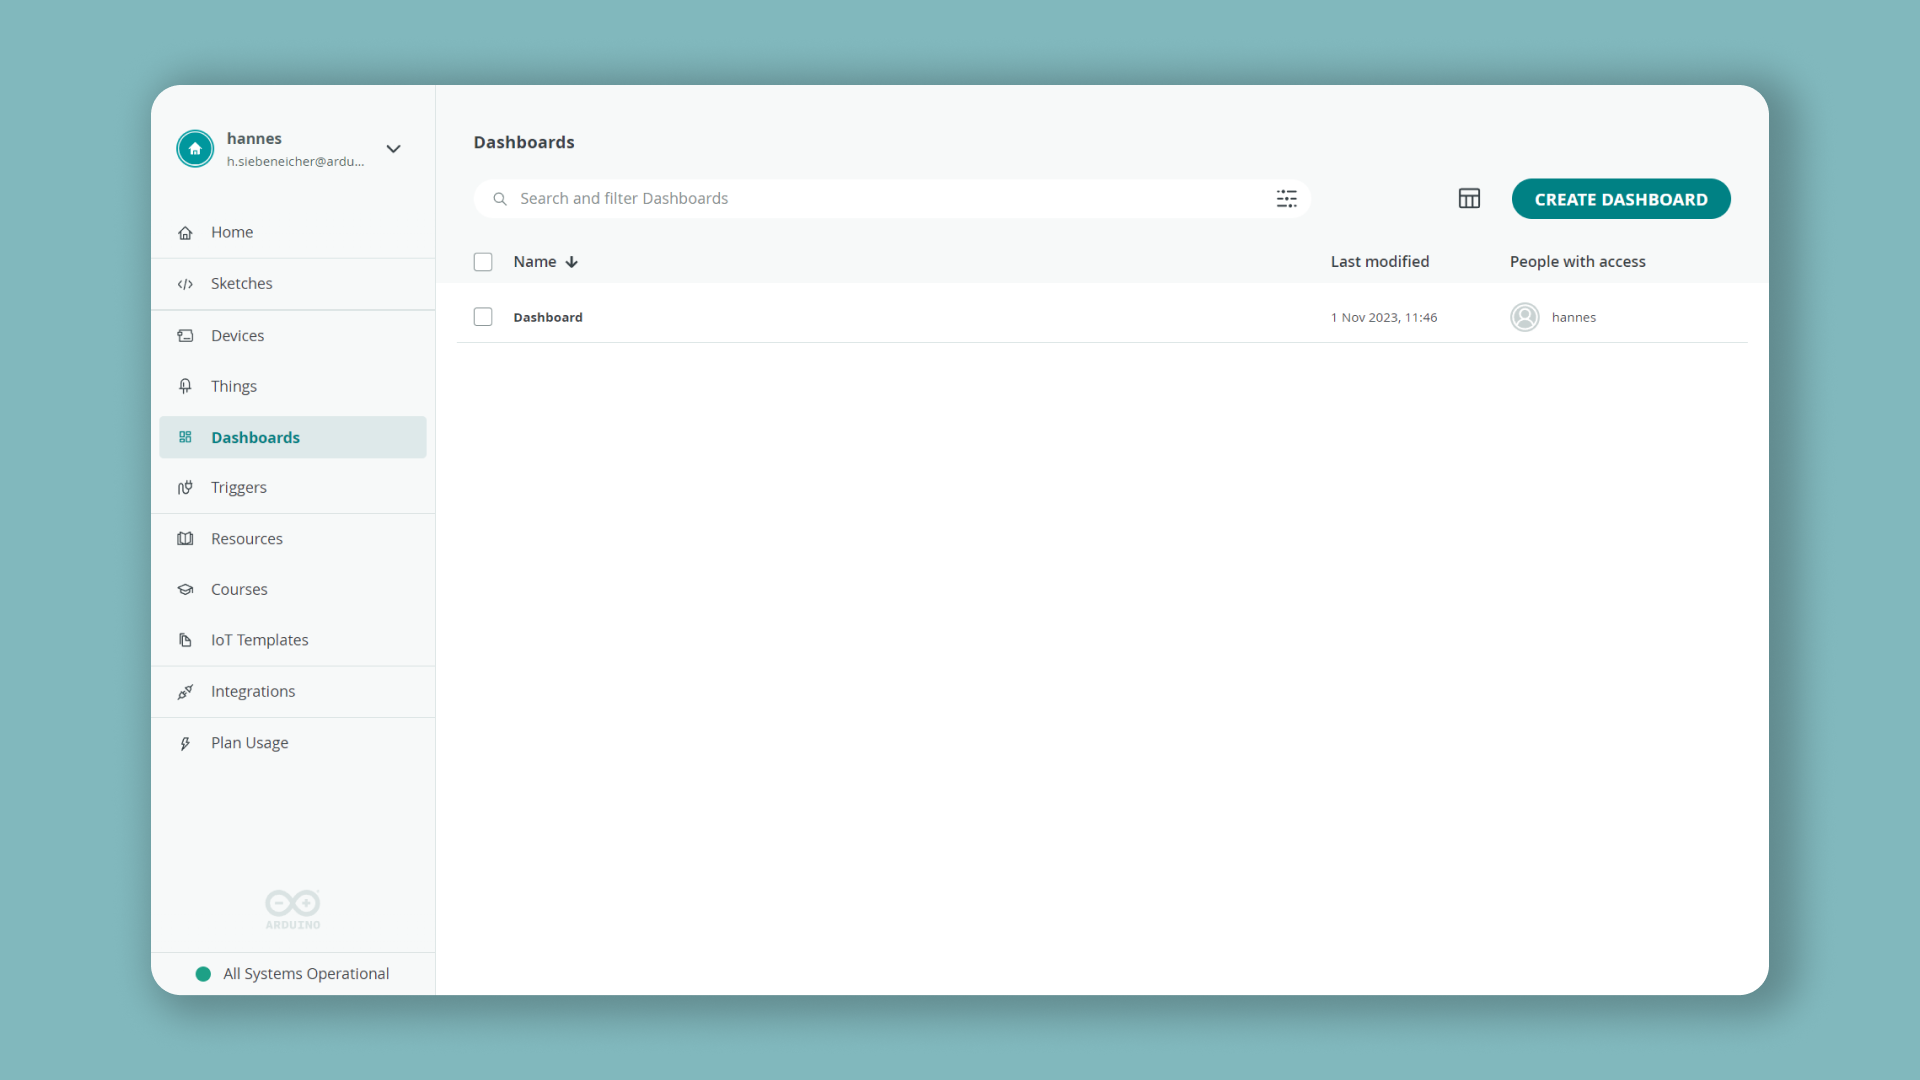 hannes
h.siebeneicher@ardu...
Home
Sketches
Devices
Things
Dashboards
Triggers
Resources
Courses
IoT Templates
Integrations
Plan Usage
ARDUINO
All Systems Operational
Dashboards
Search and filter Dashboards
CREATE DASHBOARD
Name Last modified People with access
Dashboard 1 Nov 2023, 11:46 hannes